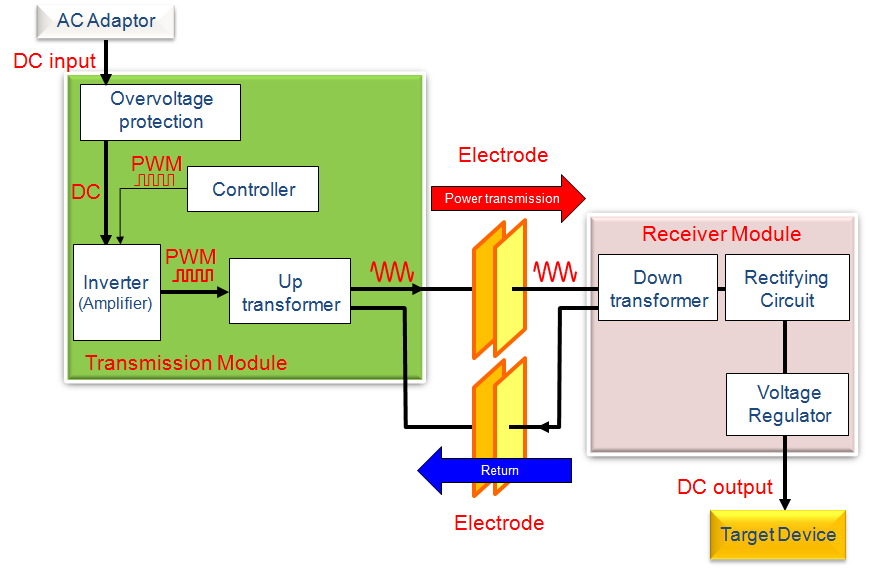 AC Adaptor
DC input
Overvoltage
protection
PWM
DC
Controller
PWM
Inverter
(Amplifier)
Up
transformer
Transmission Module
Electrode
Power transmission
Receiver Module
Down
transformer
Rectifying
Circuit
Voltage
Regulator
Return
Electrode
DC output
Target Device